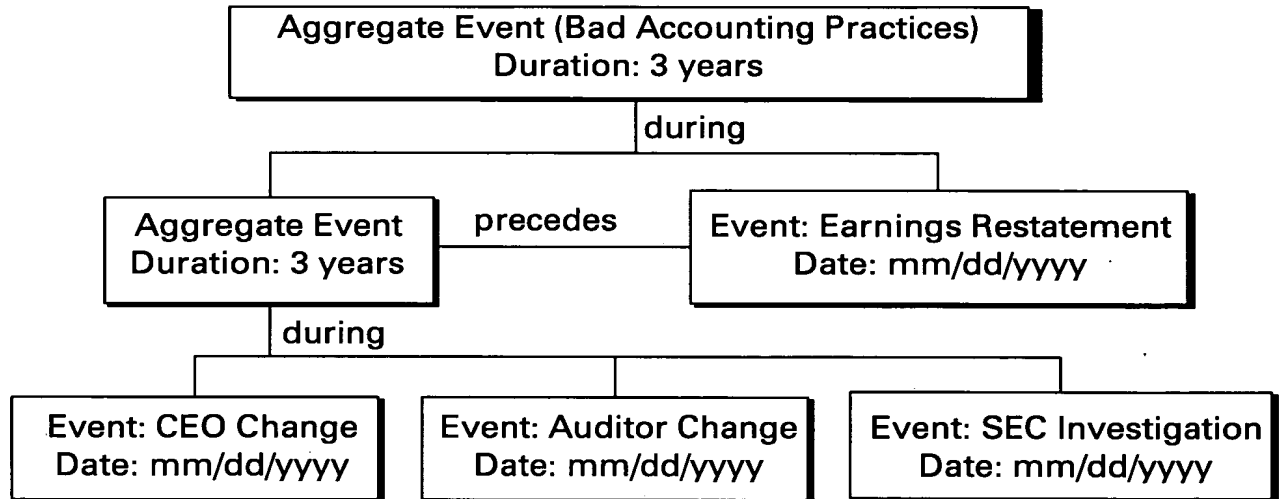 Aggregate Event (Bad Accounting Practices)
Duration: 3 years
during
Aggregate Event
Duration: 3 years
precedes
Event: Earnings Restatement
Date: mm/dd/yyyy
during
Event: CEO Change
Date: mm/dd/yyyy
Event: Auditor Change
Date: mm/dd/yyyy
Event: SEC Investigation
Date: mm/dd/yyyy